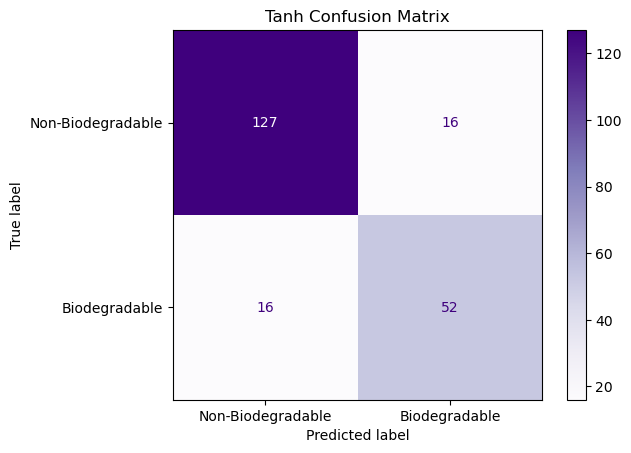 Tanh Confusion Matrix
True label
Non-Biodegradable
127
16
Biodegradable
16
52
Non-Biodegradable
Biodegradable
Predicted label
120
100
80
60
40
20